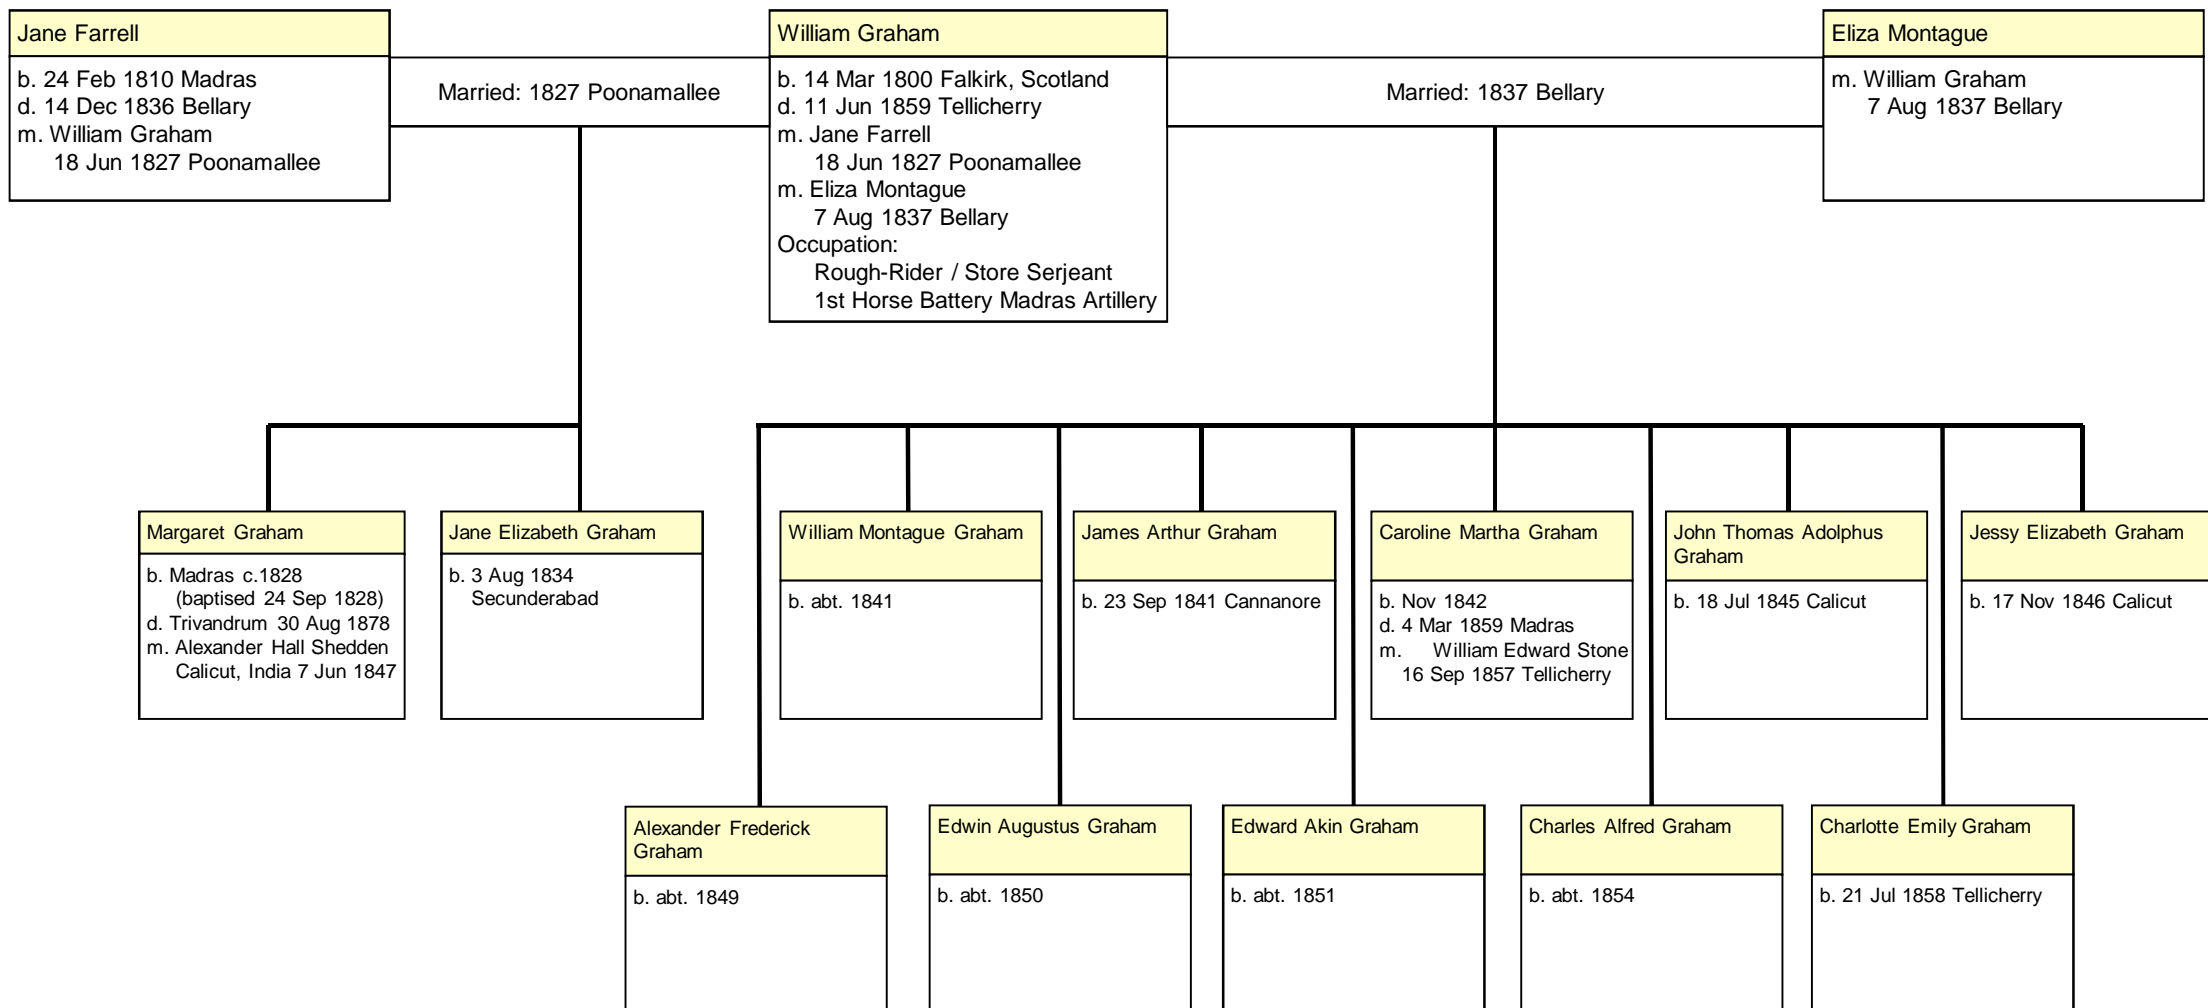 Jane Farrell
b. 24 Feb 1810 Madras
d. 14 Dec 1836 Bellary
m. William Graham
18 Jun 1827 Poonamallee
Married: 1827 Poonamallee
William Graham
b. 14 Mar 1800 Falkirk, Scotland
d. 11 Jun 1859 Tellicherry
m. Jane Farrell
18 Jun 1827 Poonamallee
m. Eliza Montague
7 Aug 1837 Bellary
Occupation:
Rough-Rider / Store Serjeant
1st Horse Battery Madras Artillery
Married: 1837 Bellary
Eliza Montague
m. William Graham
7 Aug 1837 Bellary
Margaret Graham
b. Madras c.1828
(baptised 24 Sep 1828)
d. Trivandrum 30 Aug 1878
m. Alexander Hall Shedden
Calicut, India 7 Jun 1847
Jane Elizabeth Graham
b. 3 Aug 1834
Secunderabad
William Montague Graham
b. abt. 1841
James Arthur Graham
b. 23 Sep 1841 Cannanore
Caroline Martha Graham
b. Nov 1842
d. 4 Mar 1859 Madras
m. William Edward Stone
16 Sep 1857 Tellicherry
John Thomas Adolphus
Graham
b. 18 Jul 1845 Calicut
Jessy Elizabeth Graham
b. 17 Nov 1846 Calicut
Alexander Frederick
Graham
b. abt. 1849
Edwin Augustus Graham
b. abt. 1850
Edward Akin Graham
b. abt. 1851
Charles Alfred Graham
b. abt. 1854
Charlotte Emily Graham
b. 21 Jul 1858 Tellicherry